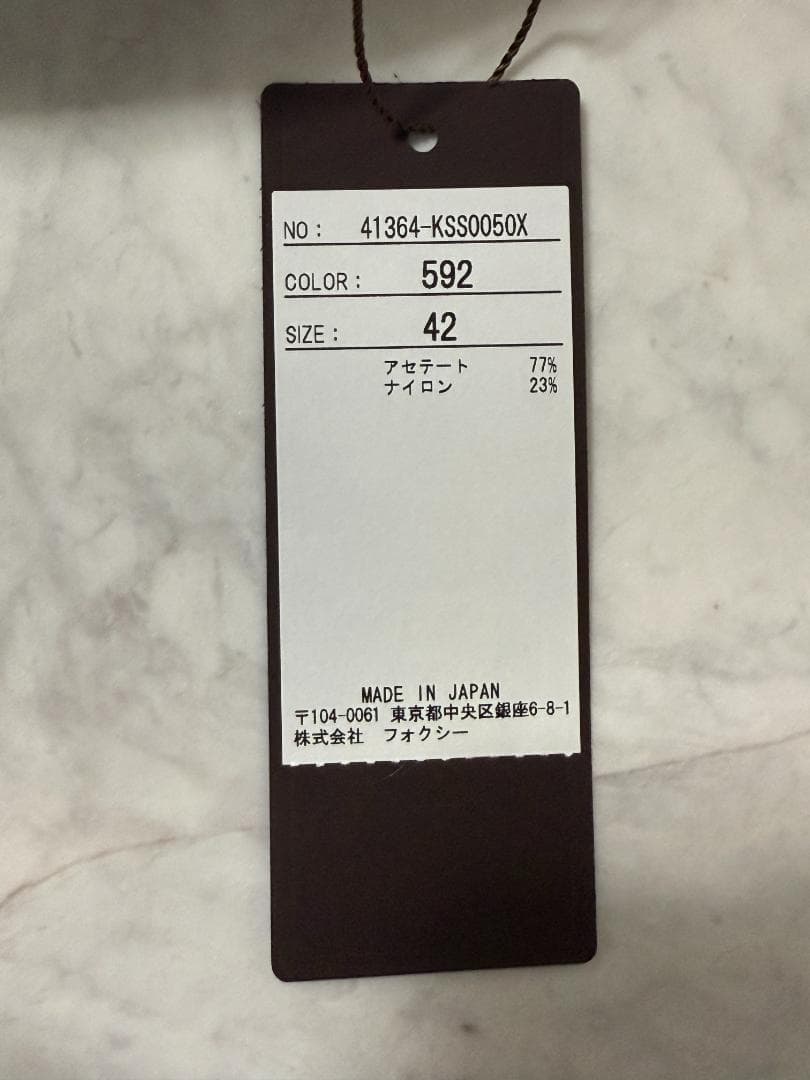 NO： 41364-KSS0050X
COLOR： 592
SIZE： 42
アセテート 77%
ナイロン 23%
MADE IN JAPAN
〒104-0061 東京都中央区銀座6-8-1
株式会社 フォクシー